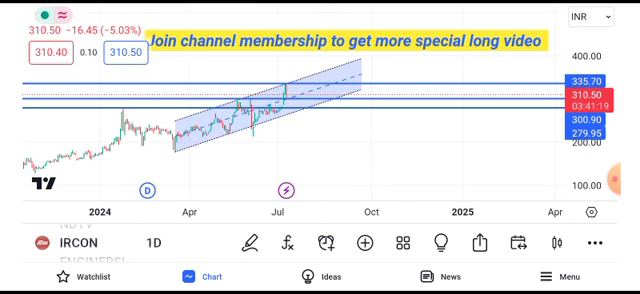 INR
310.50 −16.45 (−5.03%)
310.40 0.10 310.50
Join channel membership to get more special long video
400.00
335.70
310.50
03:41:19
300.90
279.95
200.00
100.00
D
2024 Apr Jul Oct 2025 Apr
NDTV
IRCON 1D
ENGINERSI
Watchlist Chart Ideas News Menu